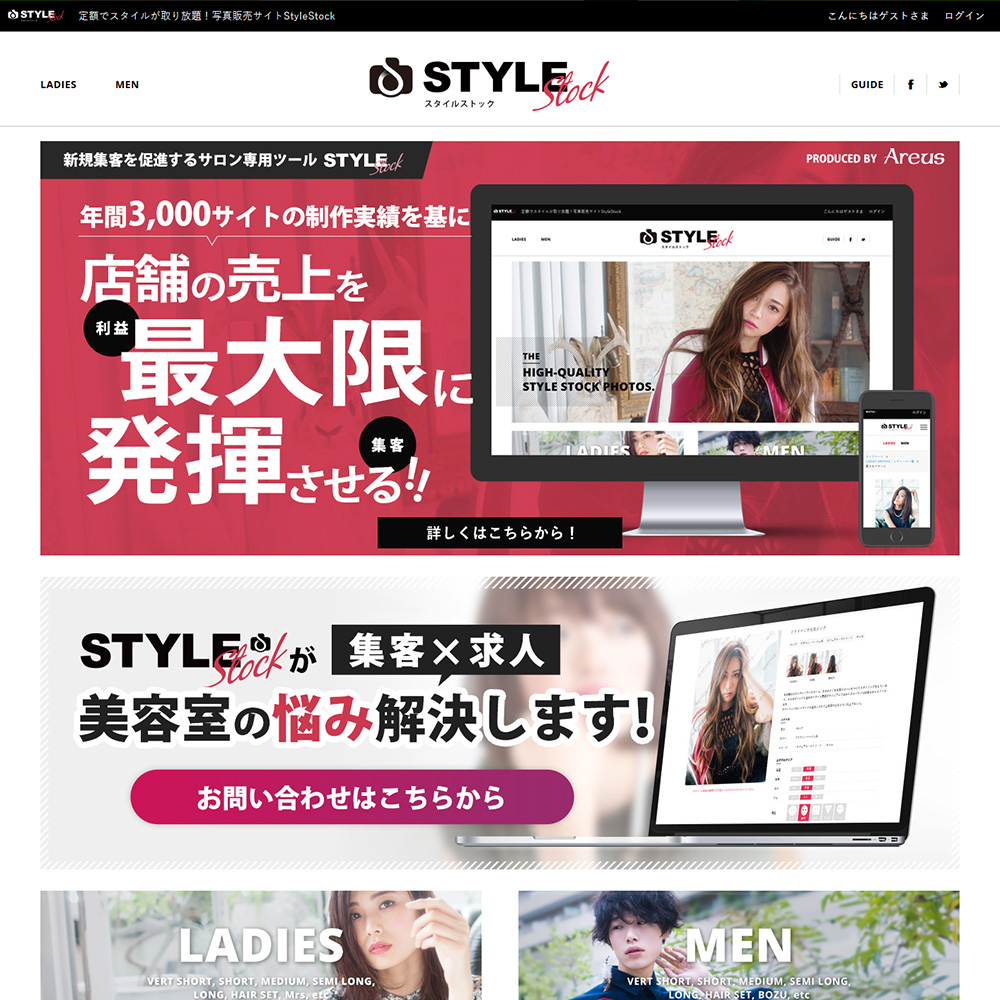 STYLE Stock 定額でスタイルが取り放題！写真販売サイトStyleStock こんにちはゲストさま ログイン
LADIES MEN STYLE Stock GUIDE
スタイルストック
新規集客を促進するサロン専用ツール STYLE Stock PRODUCED BY Areus
年間3,000サイトの制作実績を基に
店舗の売上を
利益
最大限に
発揮させる!!
集客
詳しくはこちらから！
定額でスタイルが取り放題！写真販売サイトStyleStock こんにちはゲストさま ログイン
LADIES MEN STYLE Stock GUIDE
スタイルストック
THE
HIGH-QUALITY
STYLE STOCK PHOTOS.
LADIES MEN
ログイン
STYLE
LADIES MEN
STYLE Stockが 集客×求人
美容室の悩み解決します!
お問い合わせはこちらから
LADIES
VERT SHORT, SHORT, MEDIUM, SEMI LONG,
LONG, HAIR SET, Mrs, etc
MEN
VERT SHORT, SHORT, MEDIUM, SEMI LONG,
LONG, HAIR SET, BOZU, etc